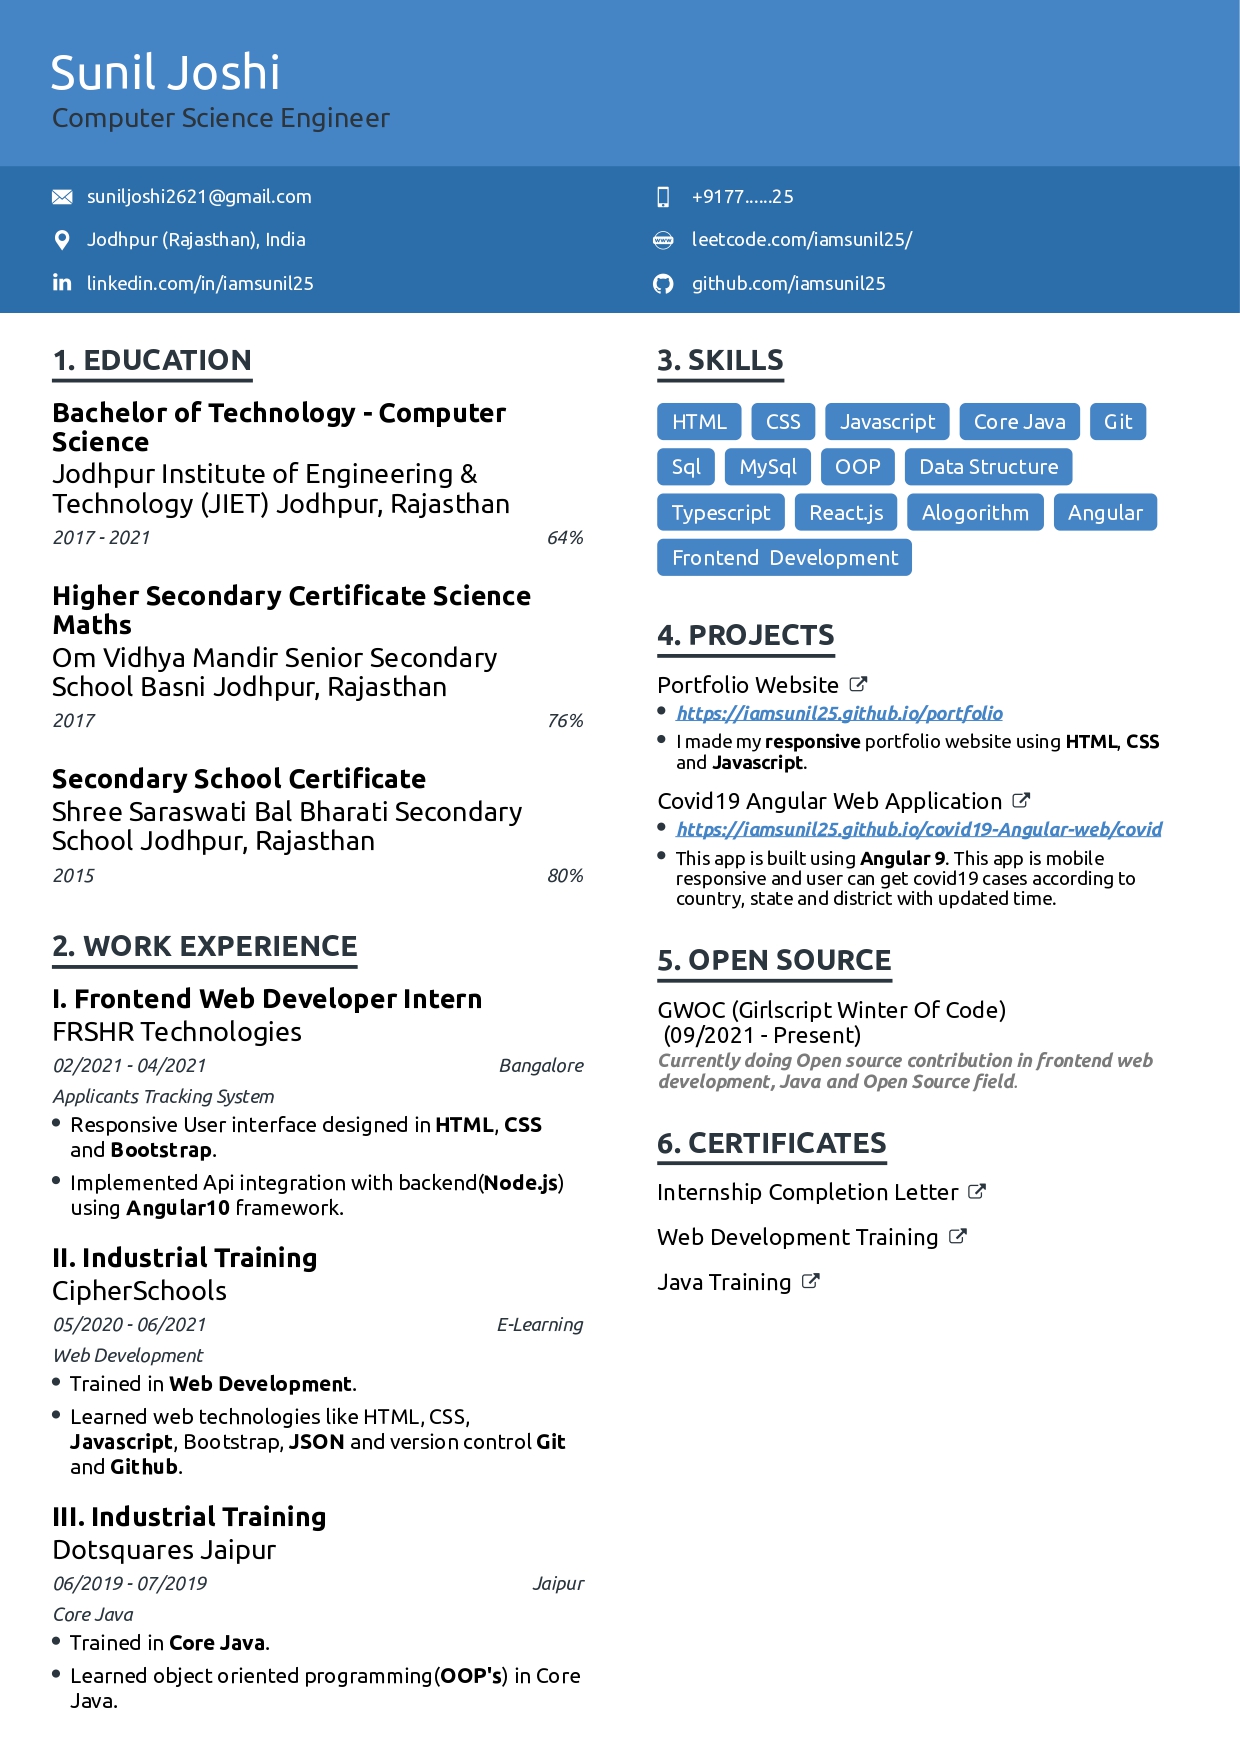 Sunil Joshi
Computer Science Engineer
suniljoshi2621@gmail.com
+9177......25
Jodhpur (Rajasthan), India
leetcode.com/iamsunil25/
linkedin.com/in/iamsunil25
github.com/iamsunil25
1. EDUCATION
Bachelor of Technology - Computer
Science
Jodhpur Institute of Engineering &
Technology (JIET) Jodhpur, Rajasthan
2017 - 2021 64%
Higher Secondary Certificate Science
Maths
Om Vidhya Mandir Senior Secondary
School Basni Jodhpur, Rajasthan
2017 76%
Secondary School Certificate
Shree Saraswati Bal Bharati Secondary
School Jodhpur, Rajasthan
2015 80%
2. WORK EXPERIENCE
I. Frontend Web Developer Intern
FRSHR Technologies
02/2021 - 04/2021 Bangalore
Applicants Tracking System
• Responsive User interface designed in HTML, CSS
and Bootstrap.
• Implemented Api integration with backend(Node.js)
using Angular10 framework.
II. Industrial Training
CipherSchools
05/2020 - 06/2021 E-Learning
Web Development
• Trained in Web Development.
• Learned web technologies like HTML, CSS,
Javascript, Bootstrap, JSON and version control Git
and Github.
III. Industrial Training
Dotsquares Jaipur
06/2019 - 07/2019 Jaipur
Core Java
• Trained in Core Java.
• Learned object oriented programming(OOP's) in Core
Java.
3. SKILLS
HTML CSS Javascript Core Java Git
Sql MySql OOP Data Structure
Typescript React.js Alogorithm Angular
Frontend Development
4. PROJECTS
Portfolio Website
• https://iamsunil25.github.io/portfolio
• I made my responsive portfolio website using HTML, CSS
and Javascript.
Covid19 Angular Web Application
• https://iamsunil25.github.io/covid19-Angular-web/covid
• This app is built using Angular 9. This app is mobile
responsive and user can get covid19 cases according to
country, state and district with updated time.
5. OPEN SOURCE
GWOC (Girlscript Winter Of Code)
(09/2021 - Present)
Currently doing Open source contribution in frontend web
development, Java and Open Source field.
6. CERTIFICATES
Internship Completion Letter
Web Development Training
Java Training